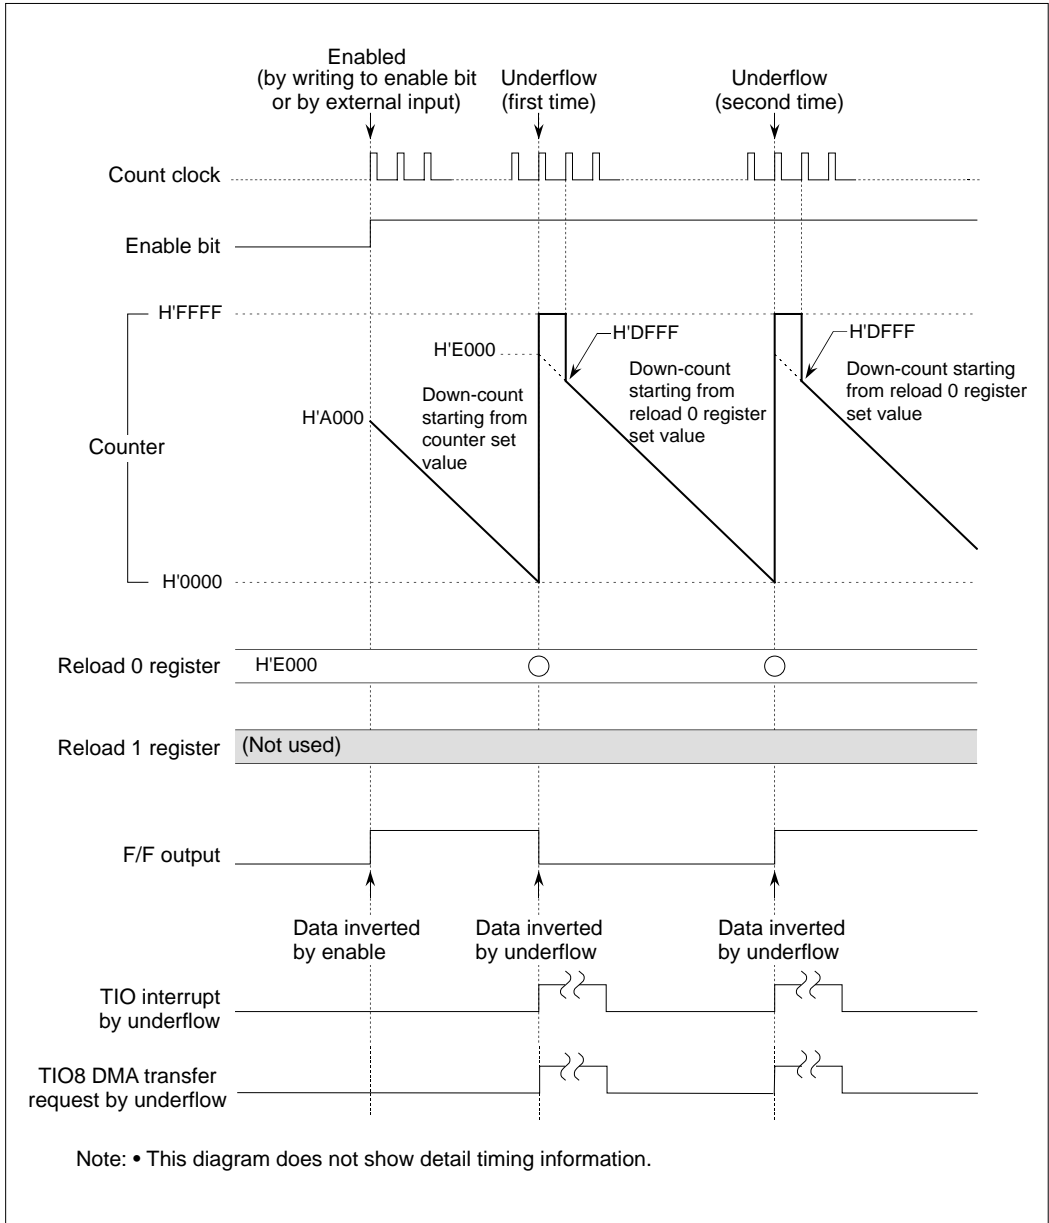 Enabled
(by writing to enable bit
or by external input)
Underflow
(first time)
Underflow
(second time)
Count clock
Enable bit
H'FFFF
H'E000
H'DFFF
H'DFFF
H'A000
Down-count
starting from
counter set
value
Down-count
starting from
reload 0 register
set value
Down-count starting
from reload 0 register
set value
Counter
H'0000
Reload 0 register
H'E000
Reload 1 register
(Not used)
F/F output
Data inverted
by enable
Data inverted
by underflow
Data inverted
by underflow
TIO interrupt
by underflow
TIO8 DMA transfer
request by underflow
Note: • This diagram does not show detail timing information.